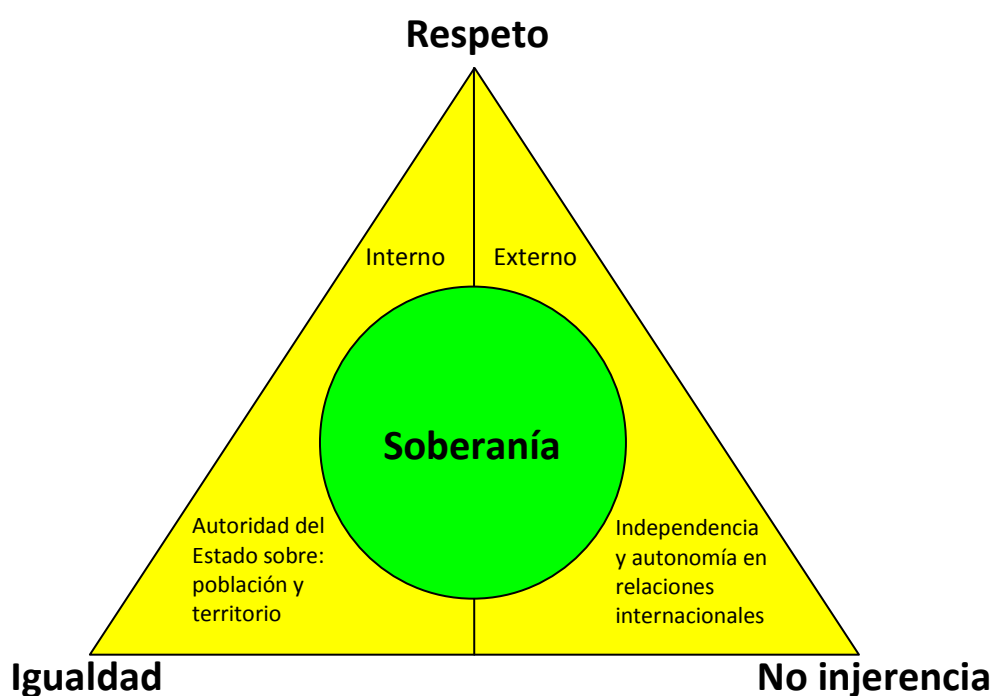 Respeto
Interno
Externo
Soberanía
Autoridad del
Estado sobre:
población y
territorio
Independencia
y autonomía en
relaciones
internacionales
Igualdad
No injerencia